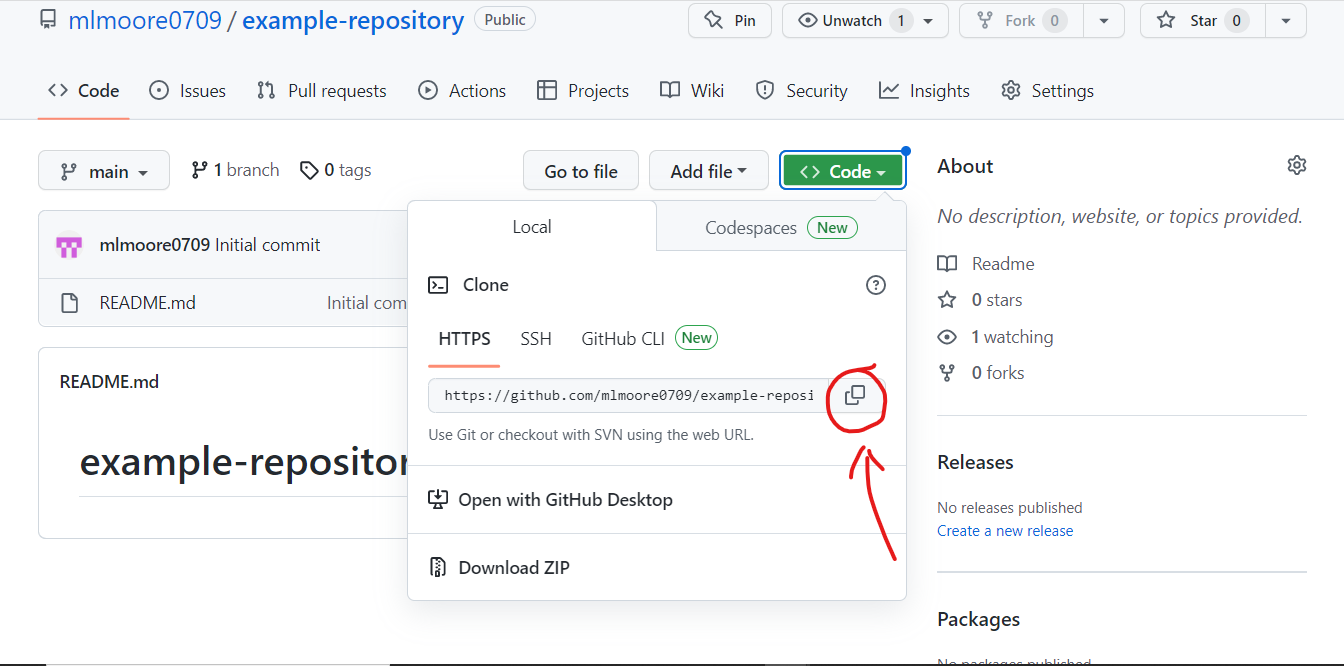 mlmoore0709 / example-repository Public
Pin
Unwatch 1
Fork 0
Star 0
Code Issues Pull requests Actions Projects Wiki Security Insights Settings
main
1 branch
0 tags
Go to file
Add file
Code
mlmoore0709 Initial commit
README.md Initial com
README.md
example-repositor
Local
Codespaces New
Clone
HTTPS SSH GitHub CLI New
https://github.com/mlmoore0709/example-reposi
Use Git or checkout with SVN using the web URL.
Open with GitHub Desktop
Download ZIP
About
No description, website, or topics provided.
Readme
0 stars
1 watching
0 forks
Releases
No releases published
Create a new release
Packages
No packages published